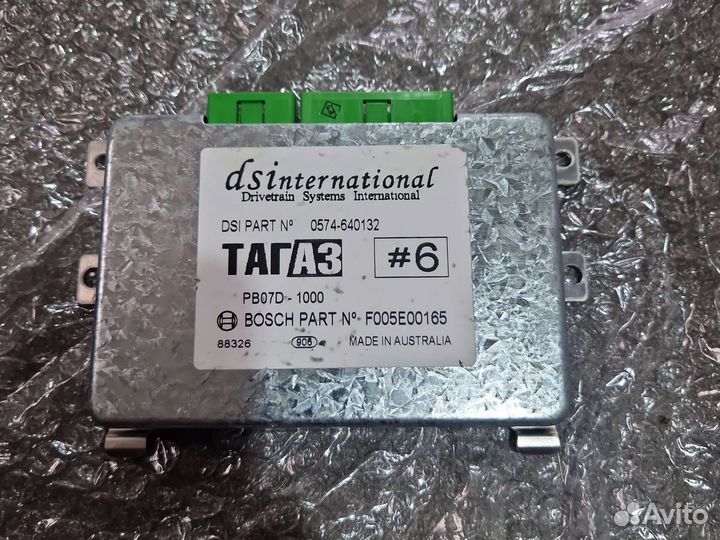 dsinternational
Drivetrain Systems International
DSI PART Nº 0574-640132
ТАГАЗ #6
PB07D - 1000
BOSCH PART Nº F005E00165
88326 906 MADE IN AUSTRALIA
Avito